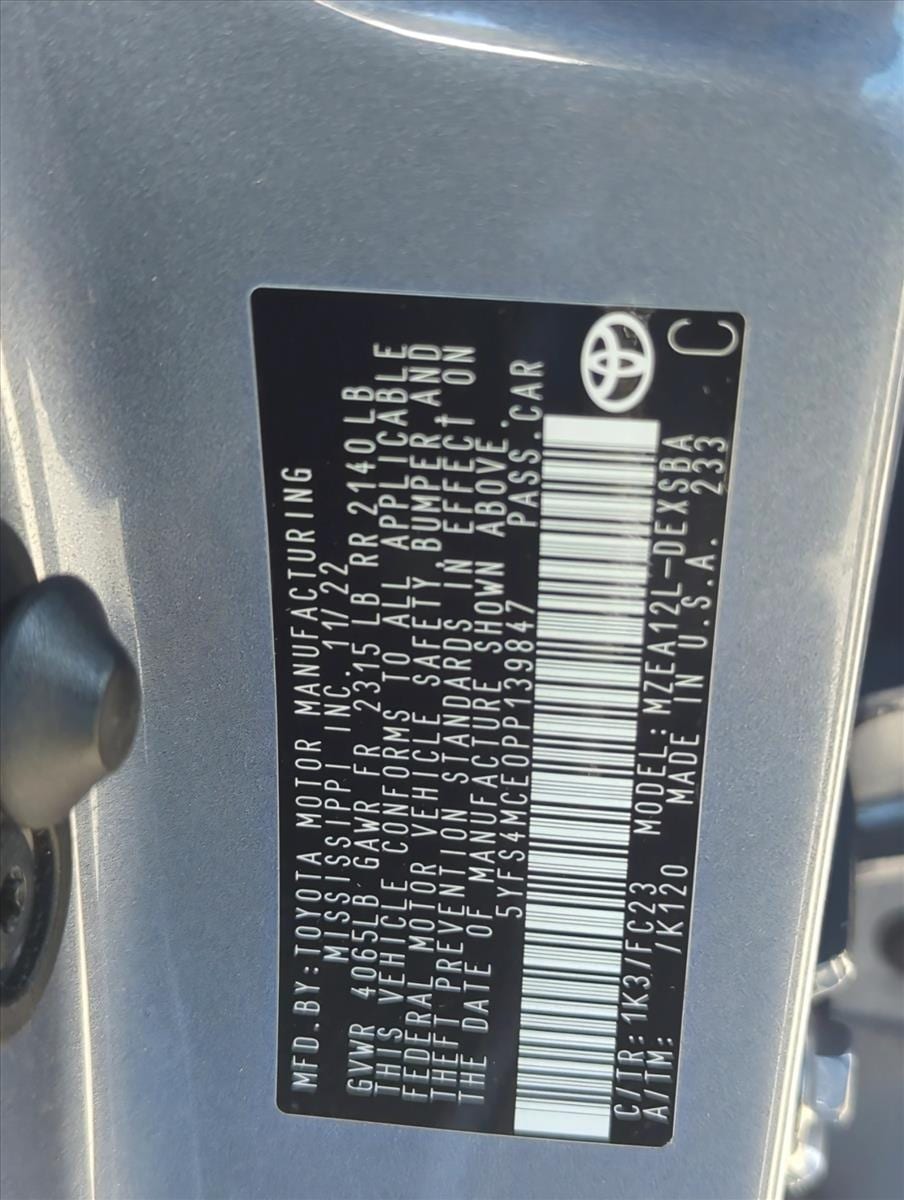 MFD.BY:TOYOTA MOTOR MANUFACTURING
MISSISSIPPI INC.11/22
GVWR 4065LB GAWR FR 2315 LB RR 2140LB
THIS VEHICLE CONFORMS TO ALL APPLICABLE
FEDERAL MOTOR VEHICLE SAFETY, BUMPER AND
THEFT PREVENTION STANDARDS IN EFFECT ON
THE DATE OF MANUFACTURE SHOWN ABOVE.
5YFS4MCE0PP139847 PASS.CAR
C/TR:1K3/FC23 MODEL:MZEA12L-DEXSBA
A/TM: /K120 MADE IN U.S.A. 233
C